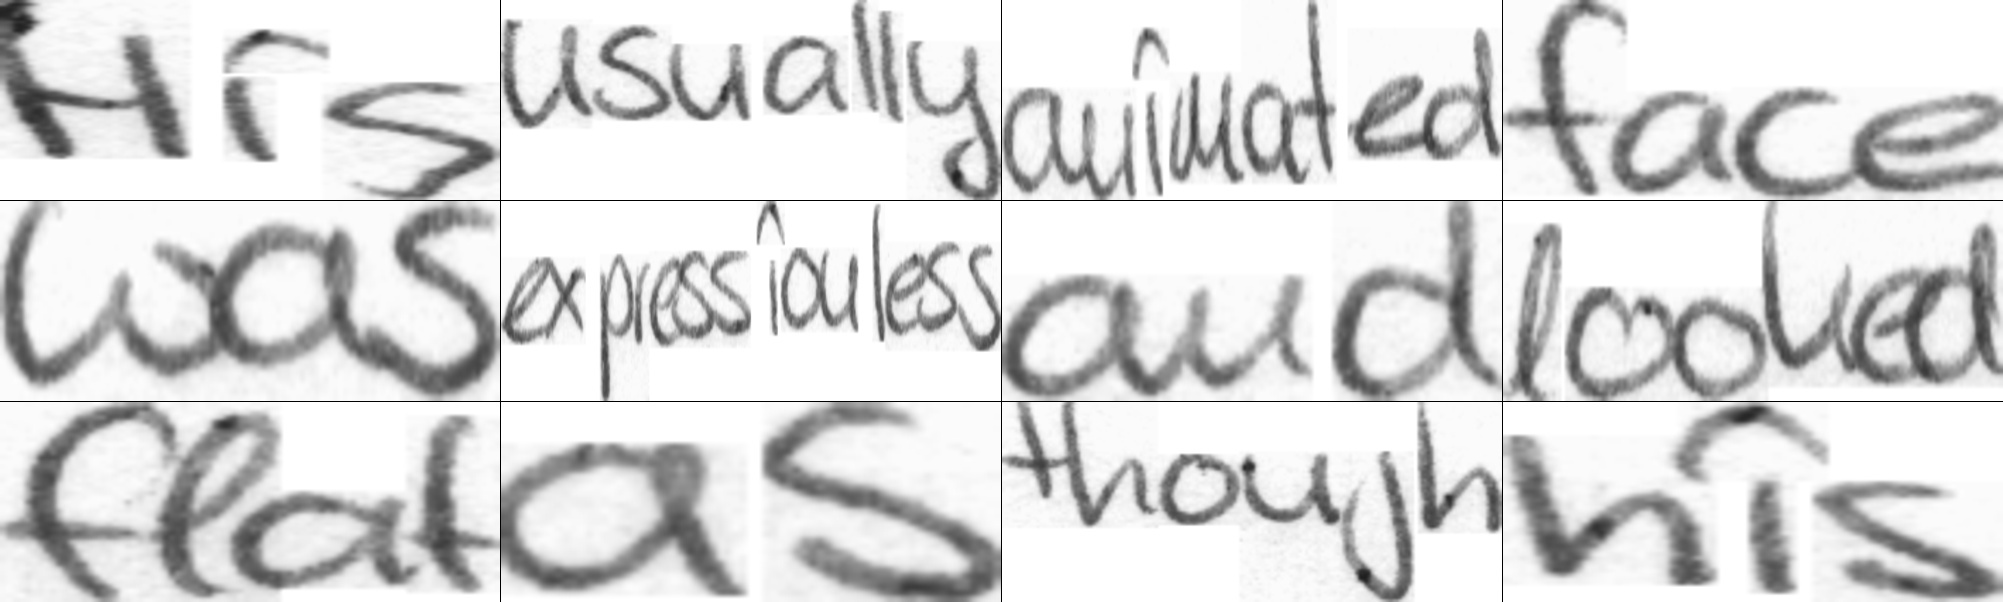 His usually animated face
was expressionless and looked
flat as though his